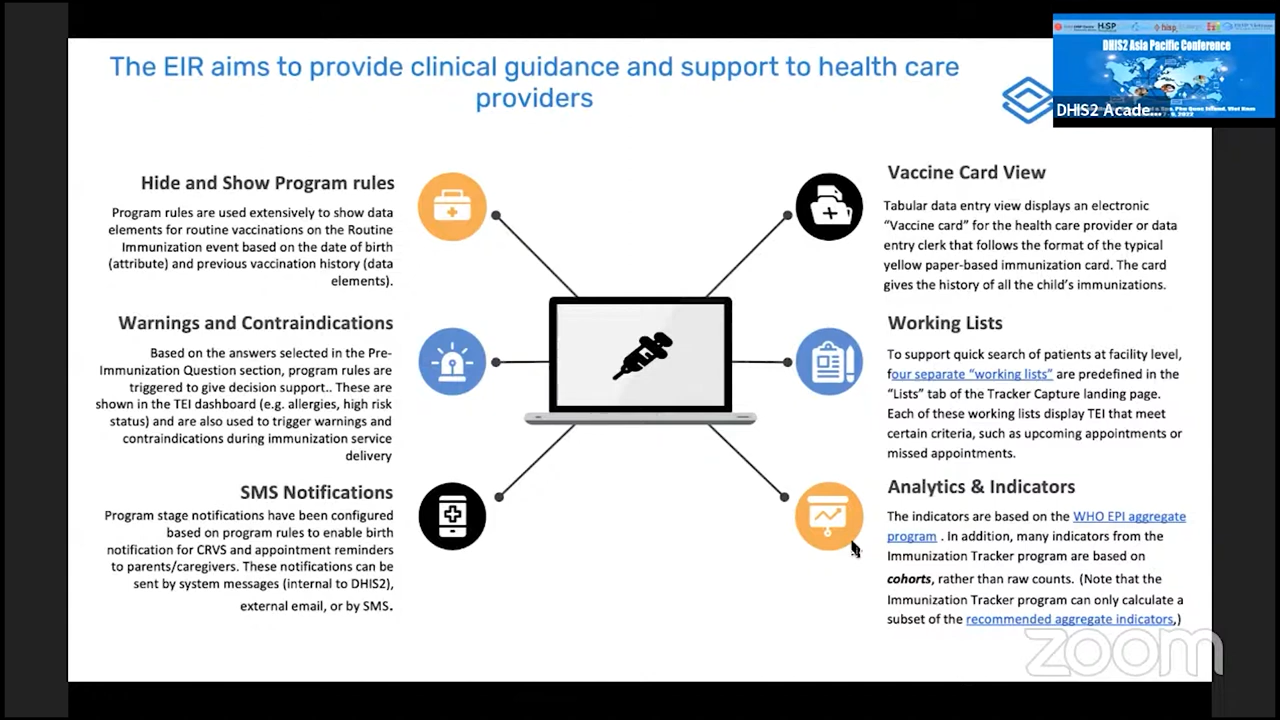 The EIR aims to provide clinical guidance and support to health care
providers
DHIS2 Asia Pacific Conference
DHIS2 Acade
Hide and Show Program rules
Program rules are used extensively to show data
elements for routine vaccinations on the Routine
Immunization event based on the date of birth
(attribute) and previous vaccination history (data
elements).
Warnings and Contraindications
Based on the answers selected in the Pre-
Immunization Question section, program rules are
triggered to give decision support.. These are
shown in the TEI dashboard (e.g. allergies, high risk
status) and are also used to trigger warnings and
contraindications during immunization service
delivery
SMS Notifications
Program stage notifications have been configured
based on program rules to enable birth
notification for CRVS and appointment reminders
to parents/caregivers. These notifications can be
sent by system messages (internal to DHIS2),
external email, or by SMS.
Vaccine Card View
Tabular data entry view displays an electronic
“Vaccine card” for the health care provider or data
entry clerk that follows the format of the typical
yellow paper-based immunization card. The card
gives the history of all the child’s immunizations.
Working Lists
To support quick search of patients at facility level,
four separate “working lists” are predefined in the
“Lists” tab of the Tracker Capture landing page.
Each of these working lists display TEI that meet
certain criteria, such as upcoming appointments or
missed appointments.
Analytics & Indicators
The indicators are based on the WHO EPI aggregate
program . In addition, many indicators from the
Immunization Tracker program are based on
cohorts, rather than raw counts. (Note that the
Immunization Tracker program can only calculate a
subset of the recommended aggregate indicators,)
zoom